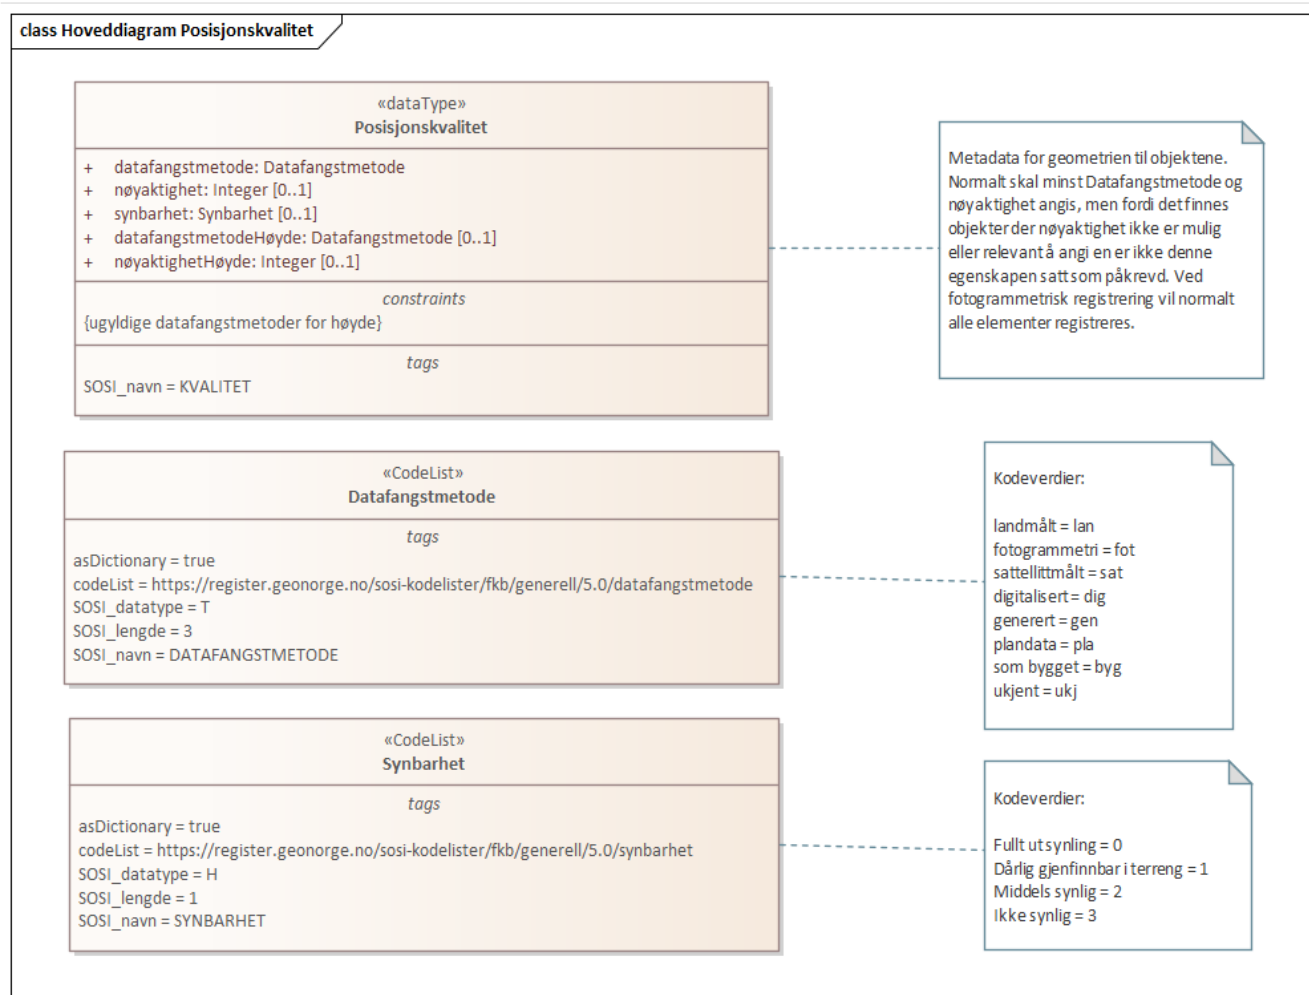 class Hoveddiagram Posisjonskvalitet
«dataType»
Posisjonskvalitet
+ datafangstmetode: Datafangstmetode
+ nøyaktighet: Integer [0..1]
+ synbarhet: Synbarhet [0..1]
+ datafangstmetodeHøyde: Datafangstmetode [0..1]
+ nøyaktighetHøyde: Integer [0..1]
constraints
{ugyldige datafangstmetoder for høyde}
tags
SOSI_navn = KVALITET
Metadata for geometrien til objektene.
Normalt skal minst Datafangstmetode og
nøyaktighet angis, men fordi det finnes
objekter der nøyaktighet ikke er mulig
eller relevant å angi en er ikke denne
egenskapen satt som påkrevd. Ved
fotogrammetrisk registrering vil normalt
alle elementer registreres.
«CodeList»
Datafangstmetode
tags
asDictionary = true
codeList = https://register.geonorge.no/sosi-kodelister/fkb/generell/5.0/datafangstmetode
SOSI_datatype = T
SOSI_lengde = 3
SOSI_navn = DATAFANGSTMETODE
Kodeverdier:
landmålt = lan
fotogrammetri = fot
sattellittmålt = sat
digitalisert = dig
generert = gen
plandata = pla
som bygget = byg
ukjent = ukj
«CodeList»
Synbarhet
tags
asDictionary = true
codeList = https://register.geonorge.no/sosi-kodelister/fkb/generell/5.0/synbarhet
SOSI_datatype = H
SOSI_lengde = 1
SOSI_navn = SYNBARHET
Kodeverdier:
Fullt ut synling = 0
Dårlig gjenfinnbar i terreng = 1
Middels synlig = 2
Ikke synlig = 3